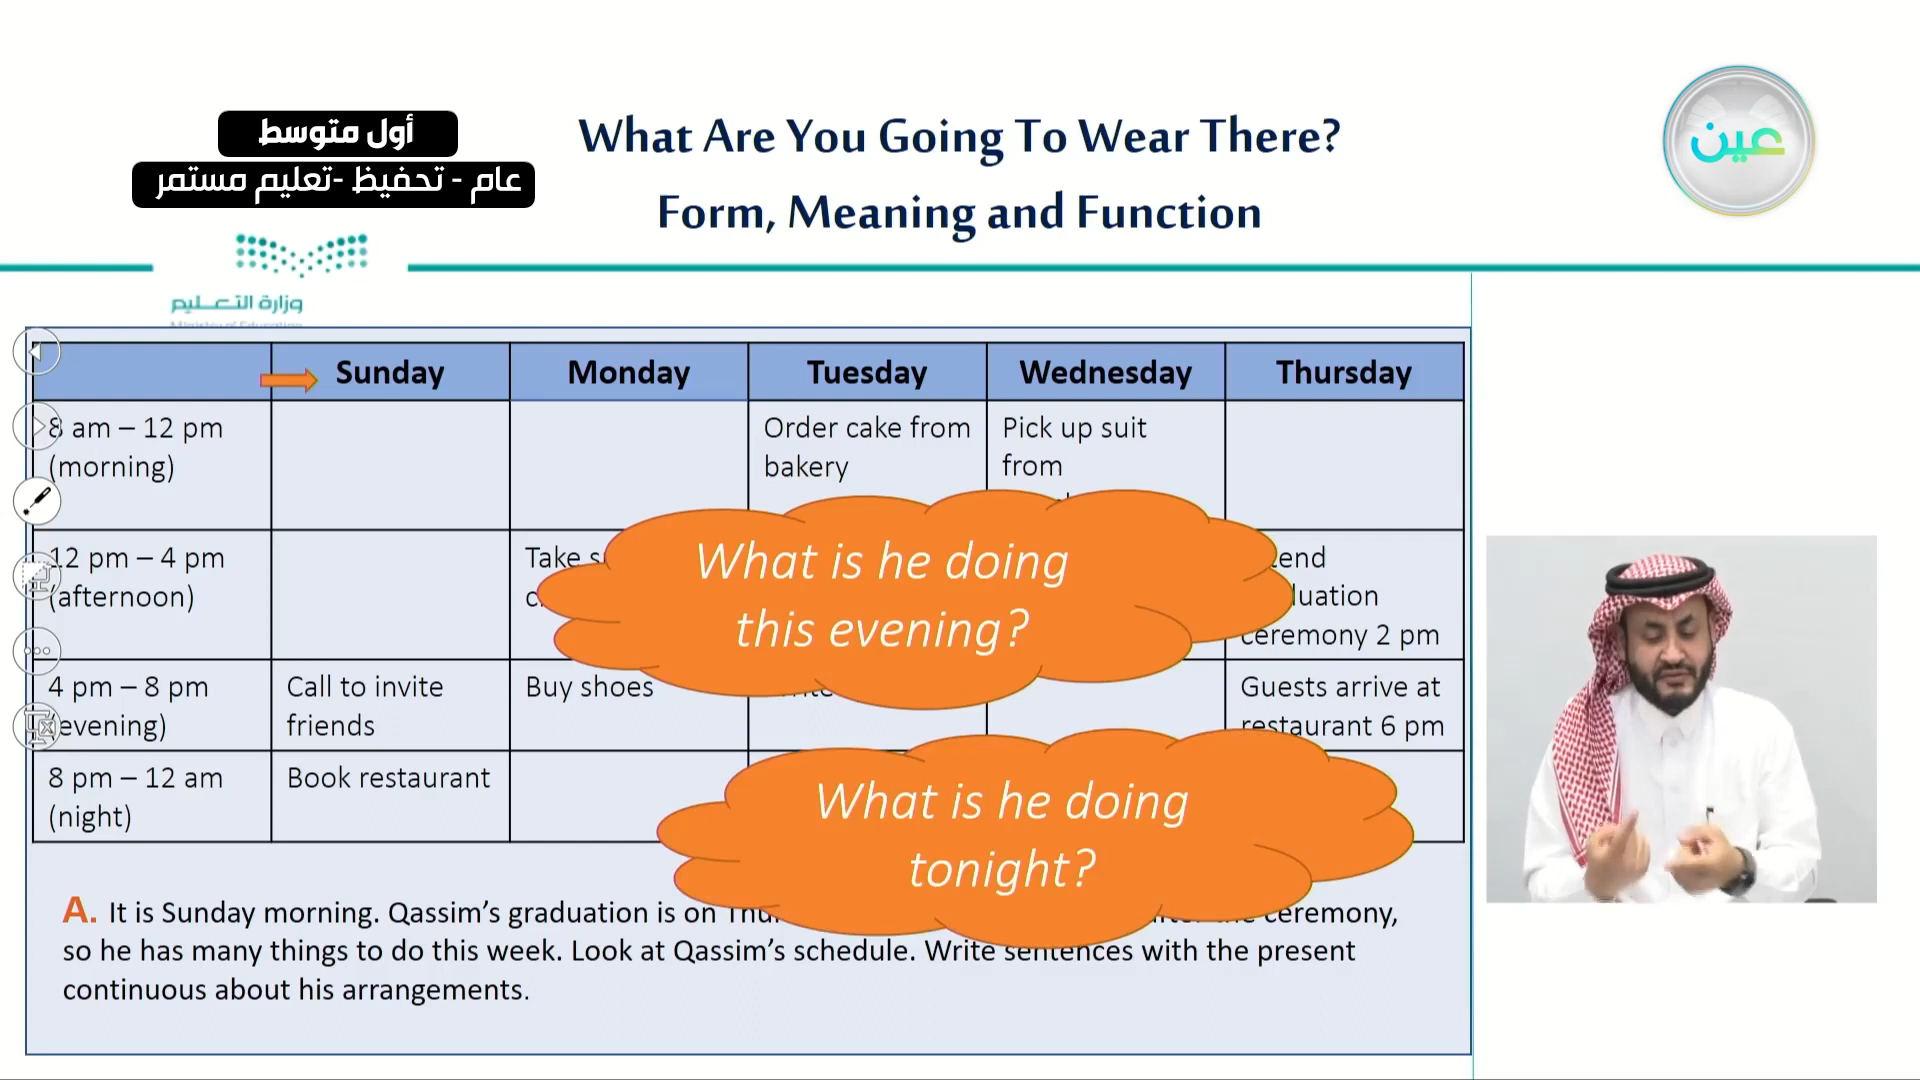 أول متوسط
عام - تحفيظ -تعليم مستمر
What Are You Going To Wear There?
Form, Meaning and Function
عين
وزارة التعليم
Ministry of Education
Sunday Monday Tuesday Wednesday Thursday
8 am – 12 pm
(morning)
Order cake from
bakery
Pick up suit
from
12 pm – 4 pm
(afternoon)
Take
ceremony 2 pm
4 pm – 8 pm
(evening)
Call to invite
friends
Buy shoes
Guests arrive at
restaurant 6 pm
8 pm – 12 am
(night)
Book restaurant
What is he doing
this evening?
What is he doing
tonight?
A. It is Sunday morning. Qassim’s graduation is on ceremony,
so he has many things to do this week. Look at Qassim’s schedule. Write sentences with the present
continuous about his arrangements.